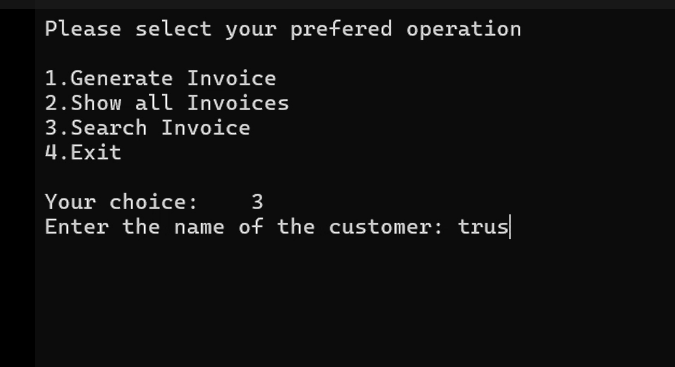 Please select your prefered operation
1.Generate Invoice
2.Show all Invoices
3.Search Invoice
4.Exit
Your choice:    3
Enter the name of the customer: trus